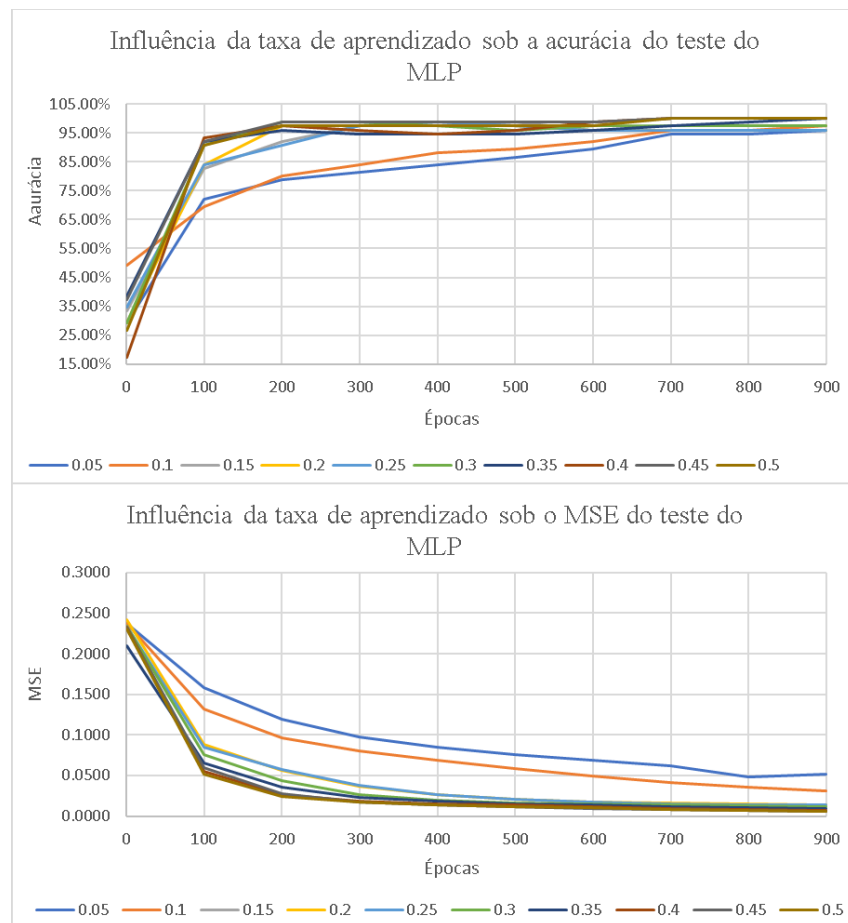 Influência da taxa de aprendizado sob a acurácia do teste do
MLP
105.00%
95.00%
85.00%
75.00%
65.00%
55.00%
45.00%
35.00%
25.00%
15.00%
Aaurácia
0 100 200 300 400 500 600 700 800 900
Épocas
0.05 0.1 0.15 0.2 0.25 0.3 0.35 0.4 0.45 0.5
Influência da taxa de aprendizado sob o MSE do teste do
MLP
0.3000
0.2500
0.2000
0.1500
0.1000
0.0500
0.0000
MSE
0 100 200 300 400 500 600 700 800 900
Épocas
0.05 0.1 0.15 0.2 0.25 0.3 0.35 0.4 0.45 0.5